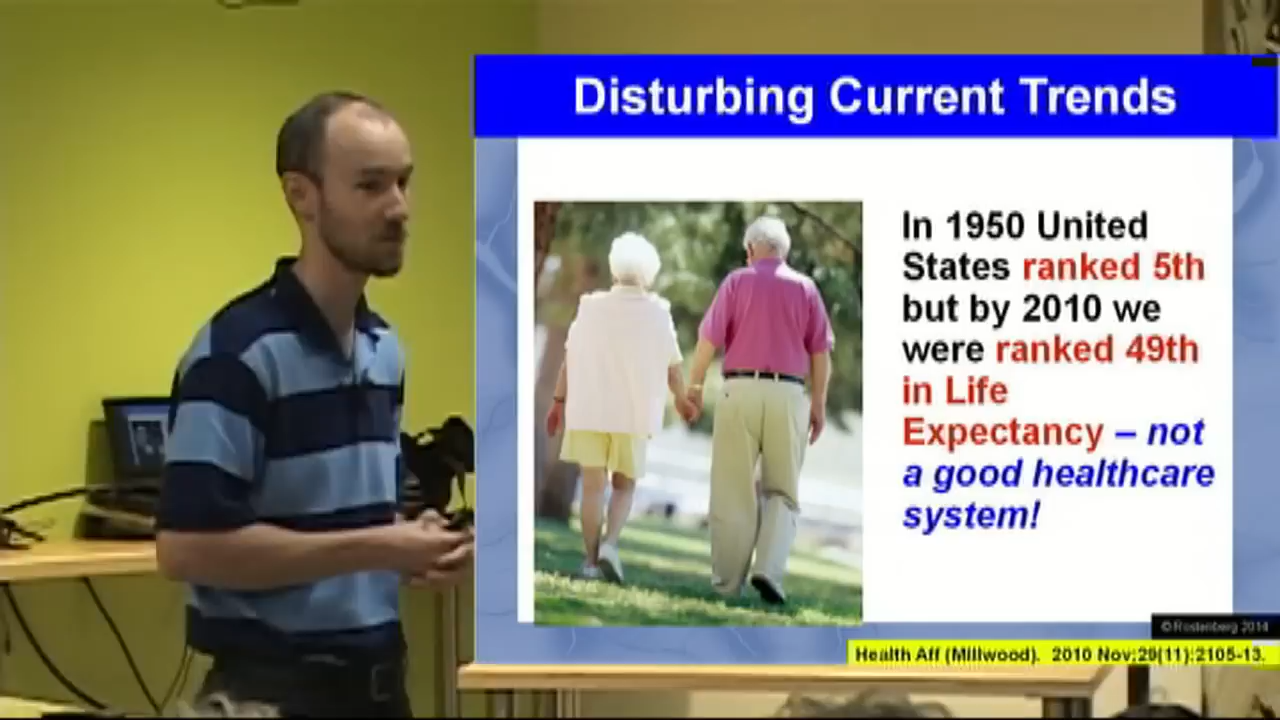 Disturbing Current Trends
In 1950 United
States ranked 5th
but by 2010 we
were ranked 49th
in Life
Expectancy – not
a good healthcare
system!
© Rostenberg 2014
Health Aff (Millwood). 2010 Nov;29(11):2105-13.